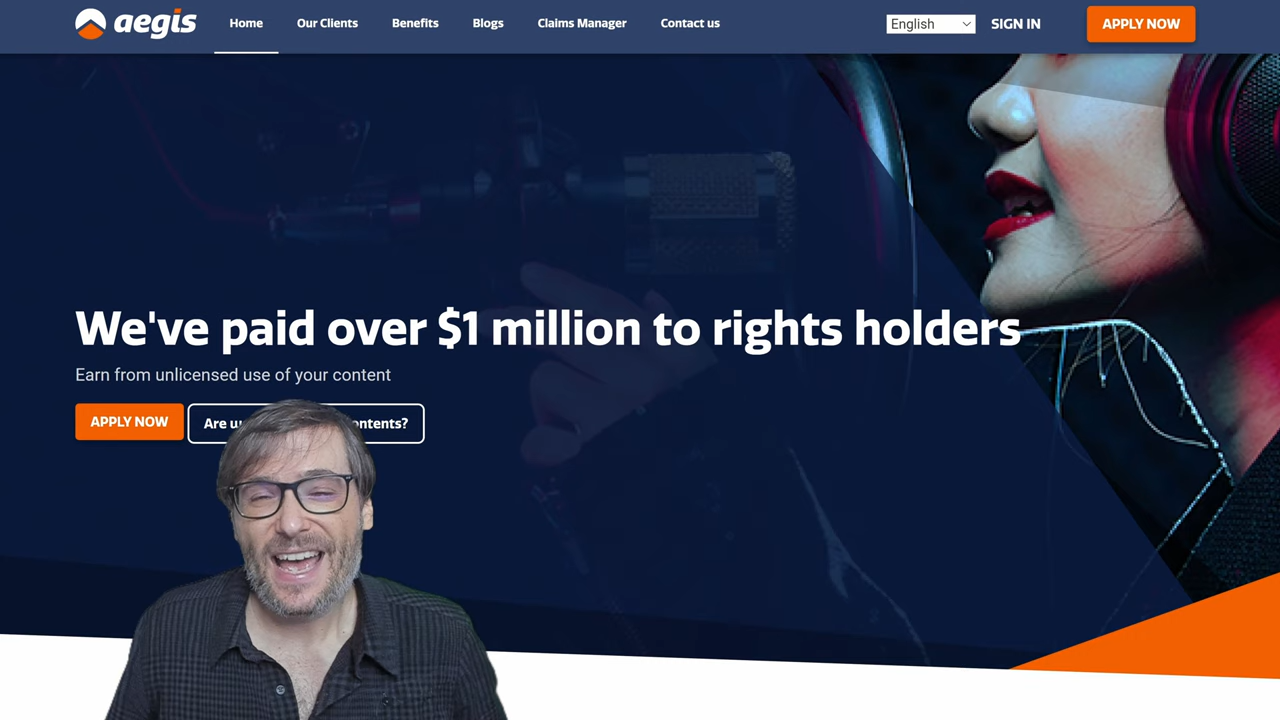 aegis
Home
Our Clients
Benefits
Blogs
Claims Manager
Contact us
English
SIGN IN
APPLY NOW
We've paid over $1 million to rights holders
Earn from unlicensed use of your content
APPLY NOW
Are